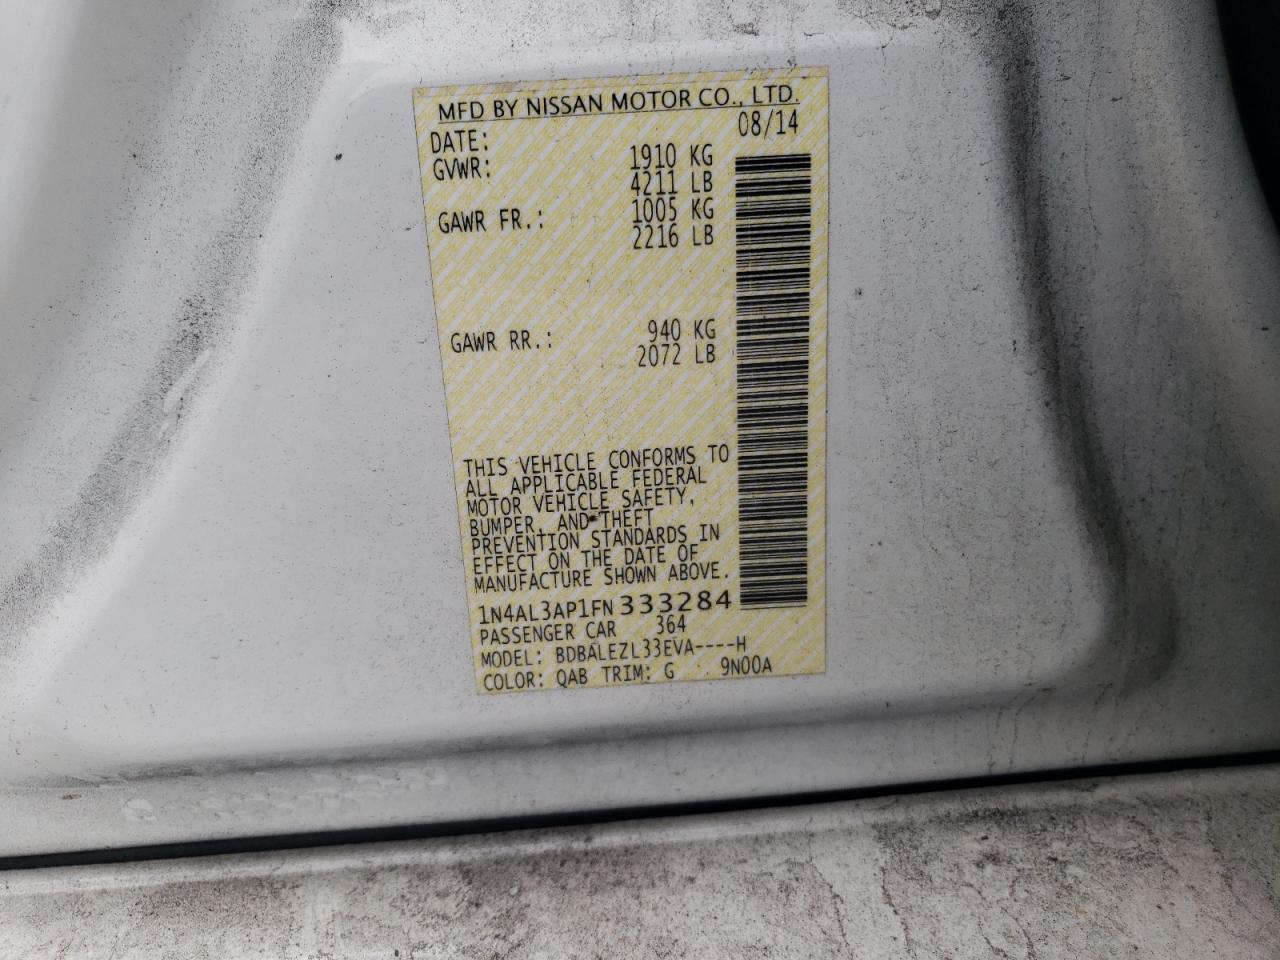 MFD BY NISSAN MOTOR CO., LTD.
DATE: 08/14
GVWR: 1910 KG
4211 LB
GAWR FR.: 1005 KG
2216 LB
GAWR RR.: 940 KG
2072 LB
THIS VEHICLE CONFORMS TO
ALL APPLICABLE FEDERAL
MOTOR VEHICLE SAFETY,
BUMPER, AND THEFT
PREVENTION STANDARDS IN
EFFECT ON THE DATE OF
MANUFACTURE SHOWN ABOVE.
1N4AL3AP1FN333284
PASSENGER CAR 364
MODEL: BDBALEZL33EVA----H
COLOR: QAB TRIM: G 9N00A